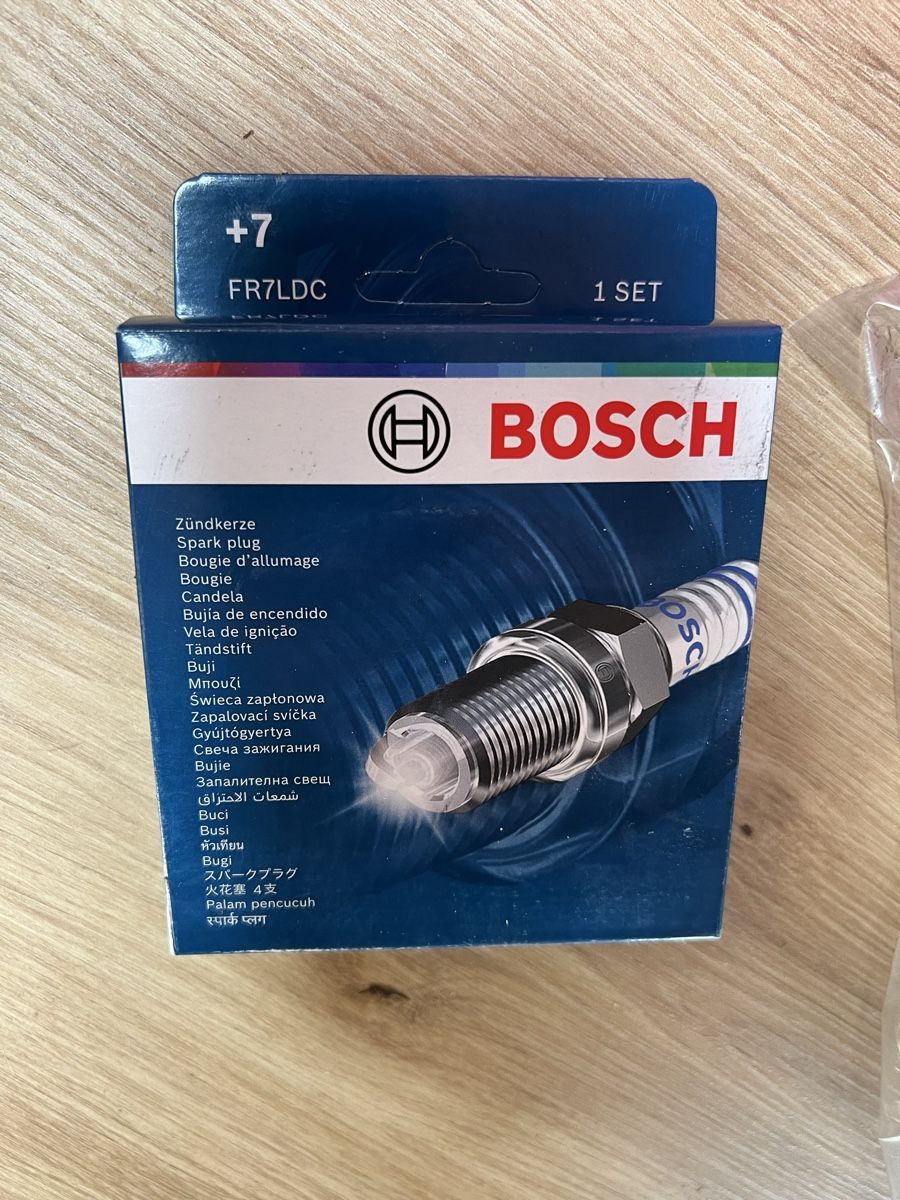 +7
FR7LDC
1 SET
BOSCH
Zündkerze
Spark plug
Bougie d'allumage
Bougie
Candela
Bujía de encendido
Vela de ignição
Tändstift
Buji
Μπουζί
Świeca zapłonowa
Zapalovací svíčka
Gyújtógyertya
Свеча зажигания
Bujie
Запалителна свещ
شمعات الاحتراق
Buci
Busi
หัวเทียน
Bugi
スパークプラグ
火花塞 4支
Palam pencucuh
स्पार्क प्लग
BOSCH